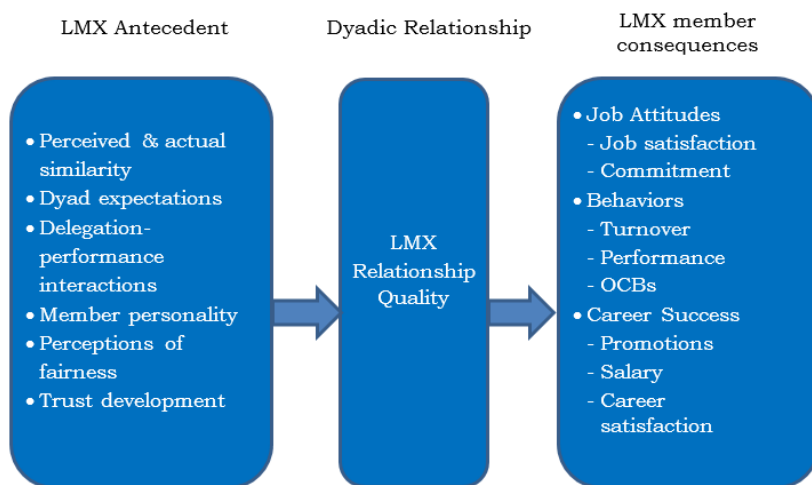 LMX Antecedent
Dyadic Relationship
LMX member
consequences
• Perceived & actual
similarity
• Dyad expectations
• Delegation-
performance
interactions
• Member personality
• Perceptions of
fairness
• Trust development
LMX
Relationship
Quality
• Job Attitudes
- Job satisfaction
- Commitment
• Behaviors
- Turnover
- Performance
- OCBs
• Career Success
- Promotions
- Salary
- Career
satisfaction